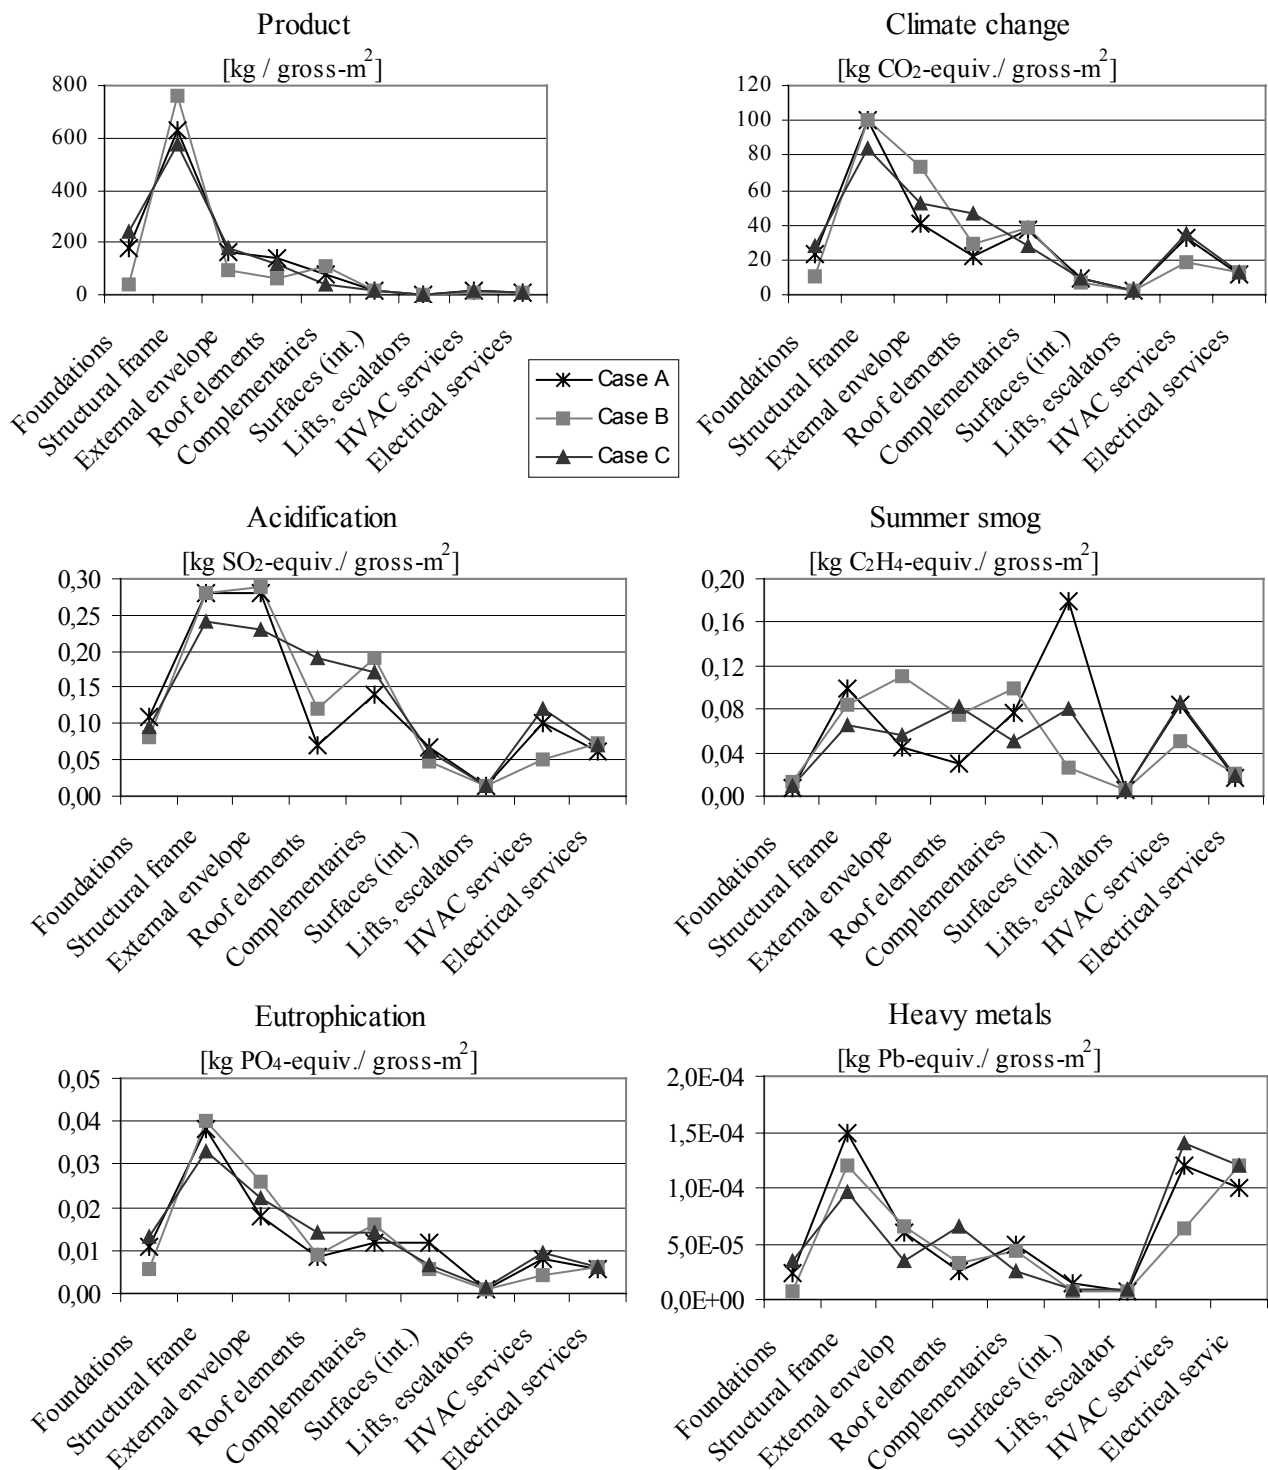 Product
[kg / gross-m²]
800
600
400
200
0
Foundations
Structural frame
External envelope
Roof elements
Complementaries
Surfaces (int.)
Lifts, escalators
HVAC services
Electrical services
Climate change
[kg CO₂-equiv./ gross-m²]
120
100
80
60
40
20
0
Foundations
Structural frame
External envelope
Roof elements
Complementaries
Surfaces (int.)
Lifts, escalators
HVAC services
Electrical services
Case A
Case B
Case C
Acidification
[kg SO₂-equiv./ gross-m²]
0,30
0,25
0,20
0,15
0,10
0,05
0,00
Foundations
Structural frame
External envelope
Roof elements
Complementaries
Surfaces (int.)
Lifts, escalators
HVAC services
Electrical services
Summer smog
[kg C₂H₄-equiv./ gross-m²]
0,20
0,16
0,12
0,08
0,04
0,00
Foundations
Structural frame
External envelope
Roof elements
Complementaries
Surfaces (int.)
Lifts, escalators
HVAC services
Electrical services
Eutrophication
[kg PO₄-equiv./ gross-m²]
0,05
0,04
0,03
0,02
0,01
0,00
Foundations
Structural frame
External envelope
Roof elements
Complementaries
Surfaces (int.)
Lifts, escalators
HVAC services
Electrical services
Heavy metals
[kg Pb-equiv./ gross-m²]
2,0E-04
1,5E-04
1,0E-04
5,0E-05
0,0E+00
Foundations
Structural frame
External envelop
Roof elements
Complementaries
Surfaces (int.)
Lifts, escalator
HVAC services
Electrical servic